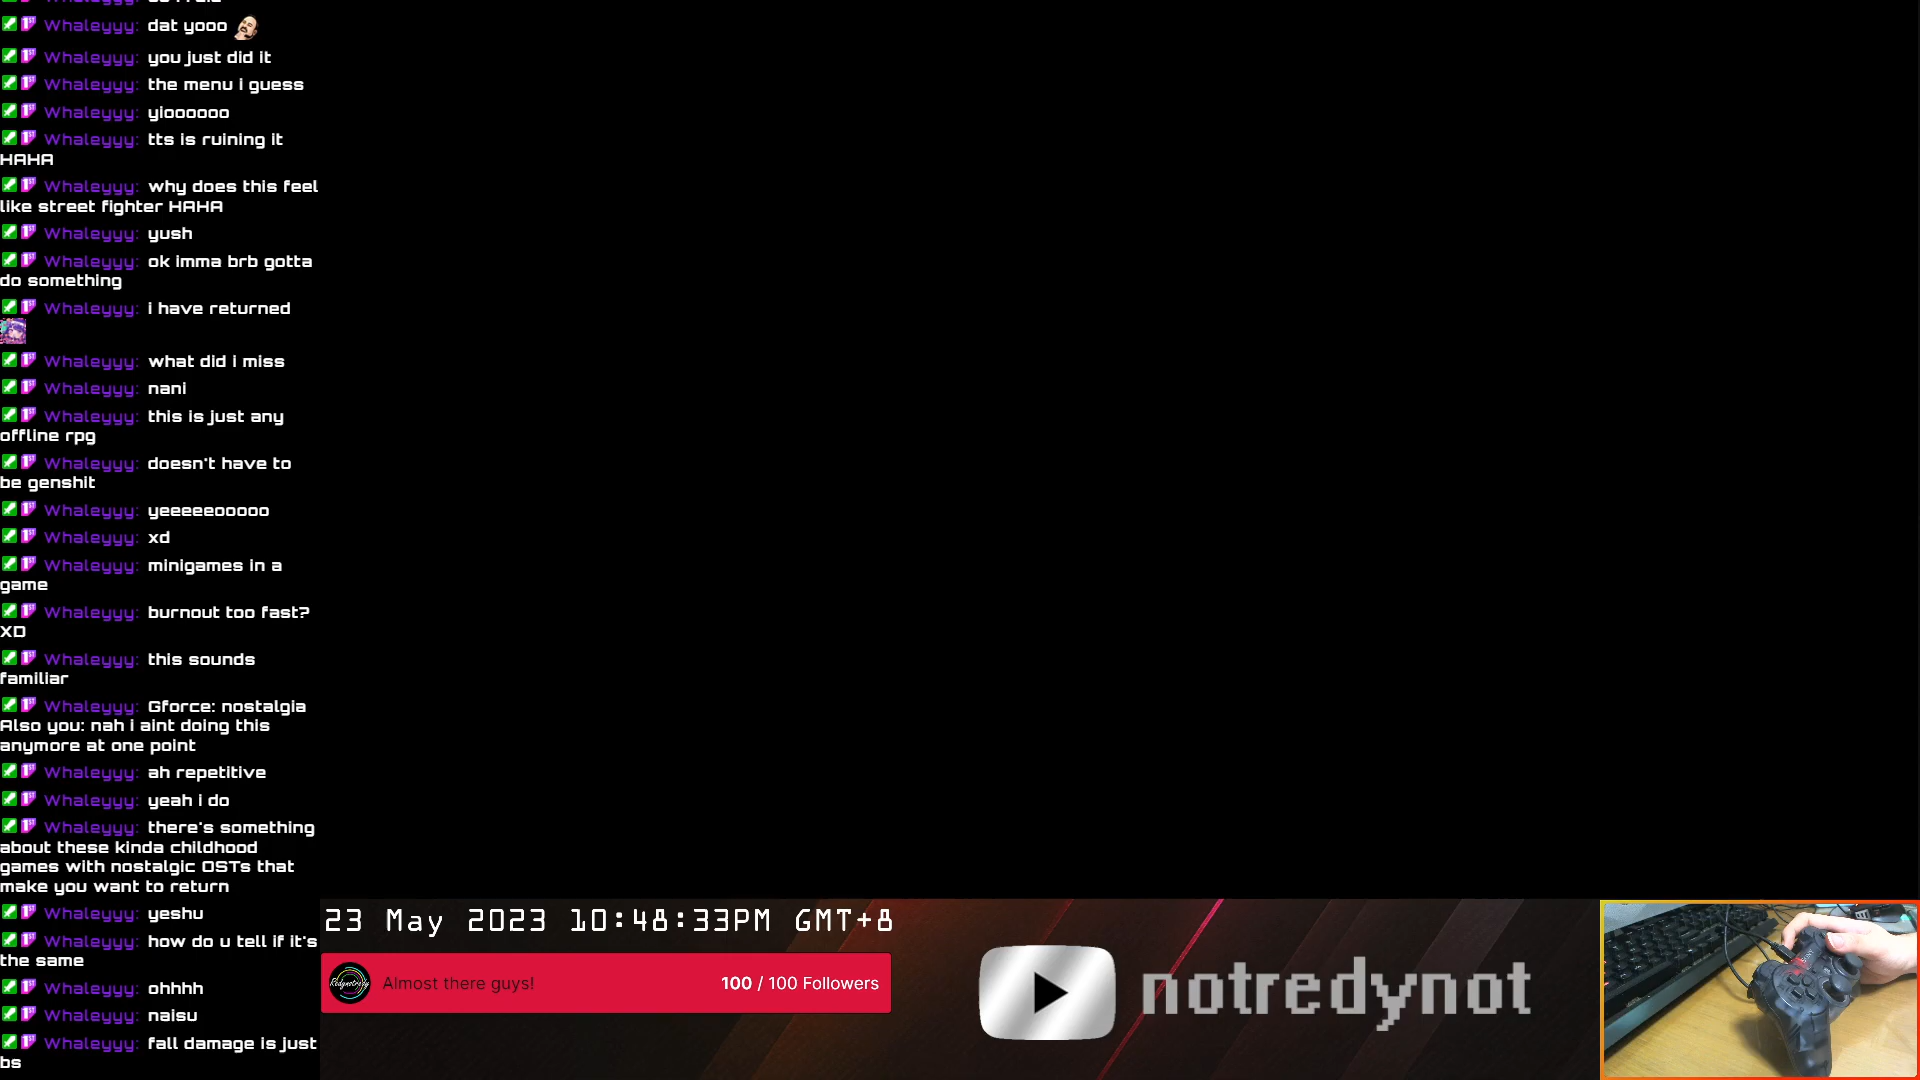 Whaleyyy: dat yooo
Whaleyyy: you just did it
Whaleyyy: the menu i guess
Whaleyyy: yioooooo
Whaleyyy: tts is ruining it
HAHA
Whaleyyy: why does this feel
like street fighter HAHA
Whaleyyy: yush
Whaleyyy: ok imma brb gotta
do something
Whaleyyy: i have returned
Whaleyyy: what did i miss
Whaleyyy: nani
Whaleyyy: this is just any
offline rpg
Whaleyyy: doesn't have to
be genshit
Whaleyyy: yeeeeeooooo
Whaleyyy: xd
Whaleyyy: minigames in a
game
Whaleyyy: burnout too fast?
XD
Whaleyyy: this sounds
familiar
Whaleyyy: Gforce: nostalgia
Also you: nah i aint doing this
anymore at one point
Whaleyyy: ah repetitive
Whaleyyy: yeah i do
Whaleyyy: there's something
about these kinda childhood
games with nostalgic OSTs that
make you want to return
Whaleyyy: yeshu
Whaleyyy: how do u tell if it's
the same
Whaleyyy: ohhhh
Whaleyyy: naisu
Whaleyyy: fall damage is just
bs
23 May 2023 10:48:33PM GMT+8
Almost there guys! 100 / 100 Followers
notredynot